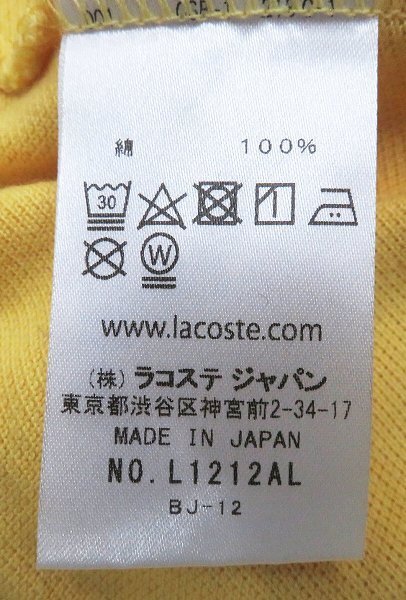 綿 100%
30
W
www.lacoste.com
(株) ラコステ ジャパン
東京都渋谷区神宮前2-34-17
MADE IN JAPAN
NO. L1212AL
BJ-12